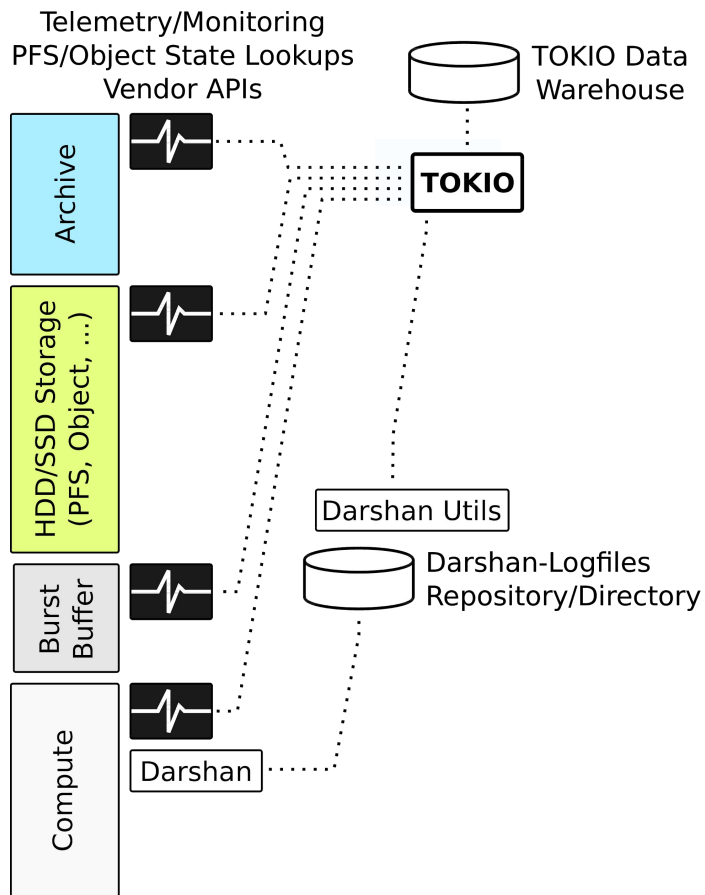 Telemetry/Monitoring
PFS/Object State Lookups
Vendor APIs
TOKIO Data
Warehouse
TOKIO
Archive
HDD/SSD Storage
(PFS, Object, ...)
Darshan Utils
Darshan-Logfiles
Repository/Directory
Burst
Buffer
Compute
Darshan